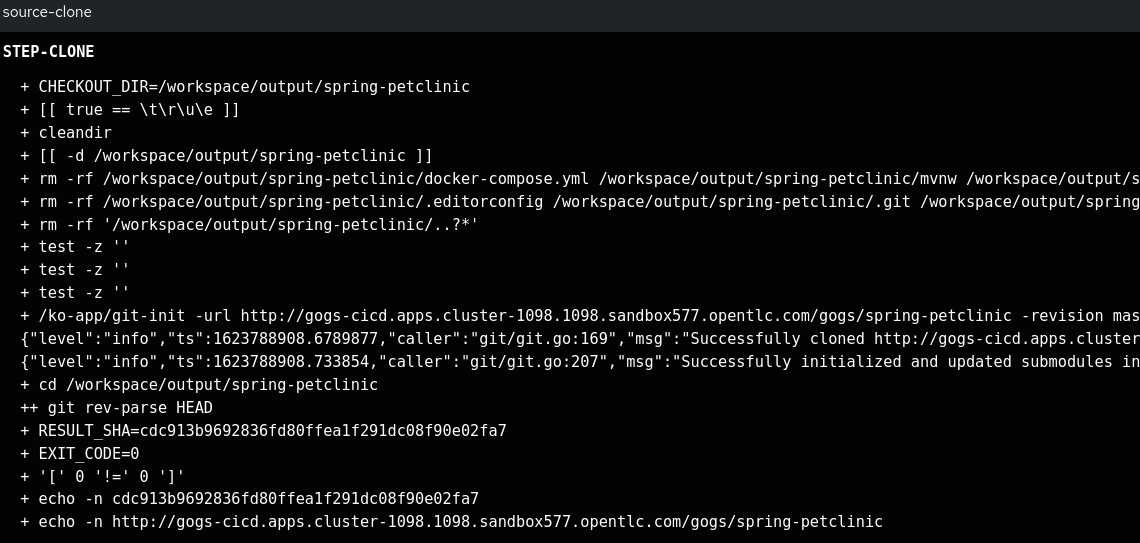 source-clone
STEP-CLONE
+ CHECKOUT_DIR=/workspace/output/spring-petclinic
+ [[ true == \t\r\u\e ]]
+ cleandir
+ [[ -d /workspace/output/spring-petclinic ]]
+ rm -rf /workspace/output/spring-petclinic/docker-compose.yml /workspace/output/spring-petclinic/mvnw /workspace/output/s
+ rm -rf /workspace/output/spring-petclinic/.editorconfig /workspace/output/spring-petclinic/.git /workspace/output/spring
+ rm -rf '/workspace/output/spring-petclinic/..?*'
+ test -z ''
+ test -z ''
+ test -z ''
+ /ko-app/git-init -url http://gogs-cicd.apps.cluster-1098.1098.sandbox577.opentlc.com/gogs/spring-petclinic -revision mas
{"level":"info","ts":1623788908.6789877,"caller":"git/git.go:169","msg":"Successfully cloned http://gogs-cicd.apps.cluster
{"level":"info","ts":1623788908.733854,"caller":"git/git.go:207","msg":"Successfully initialized and updated submodules in
+ cd /workspace/output/spring-petclinic
++ git rev-parse HEAD
+ RESULT_SHA=cdc913b9692836fd80ffea1f291dc08f90e02fa7
+ EXIT_CODE=0
+ '[' 0 '!=' 0 ']'
+ echo -n cdc913b9692836fd80ffea1f291dc08f90e02fa7
+ echo -n http://gogs-cicd.apps.cluster-1098.1098.sandbox577.opentlc.com/gogs/spring-petclinic